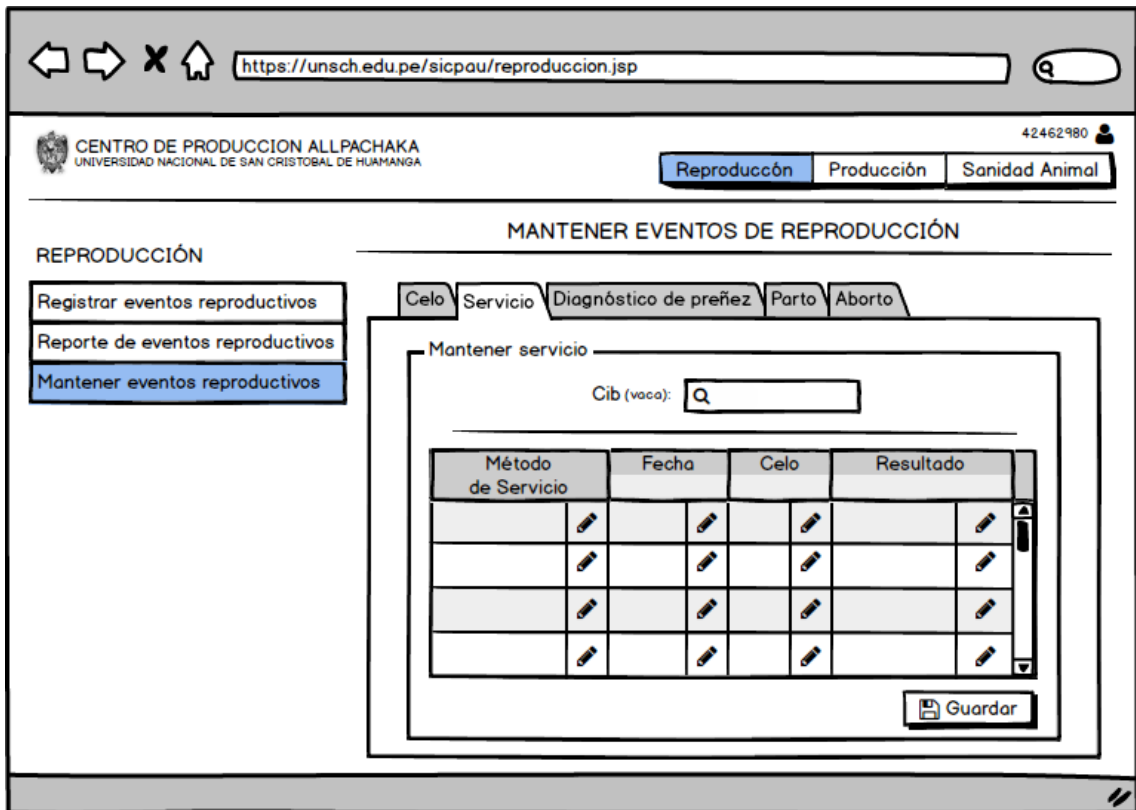 https://unsch.edu.pe/sicpau/reproduccion.jsp
42462980
CENTRO DE PRODUCCION ALLPACHAKA
UNIVERSIDAD NACIONAL DE SAN CRISTOBAL DE HUAMANGA
Reproduccón Producción Sanidad Animal
MANTENER EVENTOS DE REPRODUCCIÓN
REPRODUCCIÓN
Registrar eventos reproductivos
Reporte de eventos reproductivos
Mantener eventos reproductivos
Celo Servicio Diagnóstico de preñez Parto Aborto
Mantener servicio
Cib (vaca):
Método
de Servicio
Fecha
Celo
Resultado
Guardar